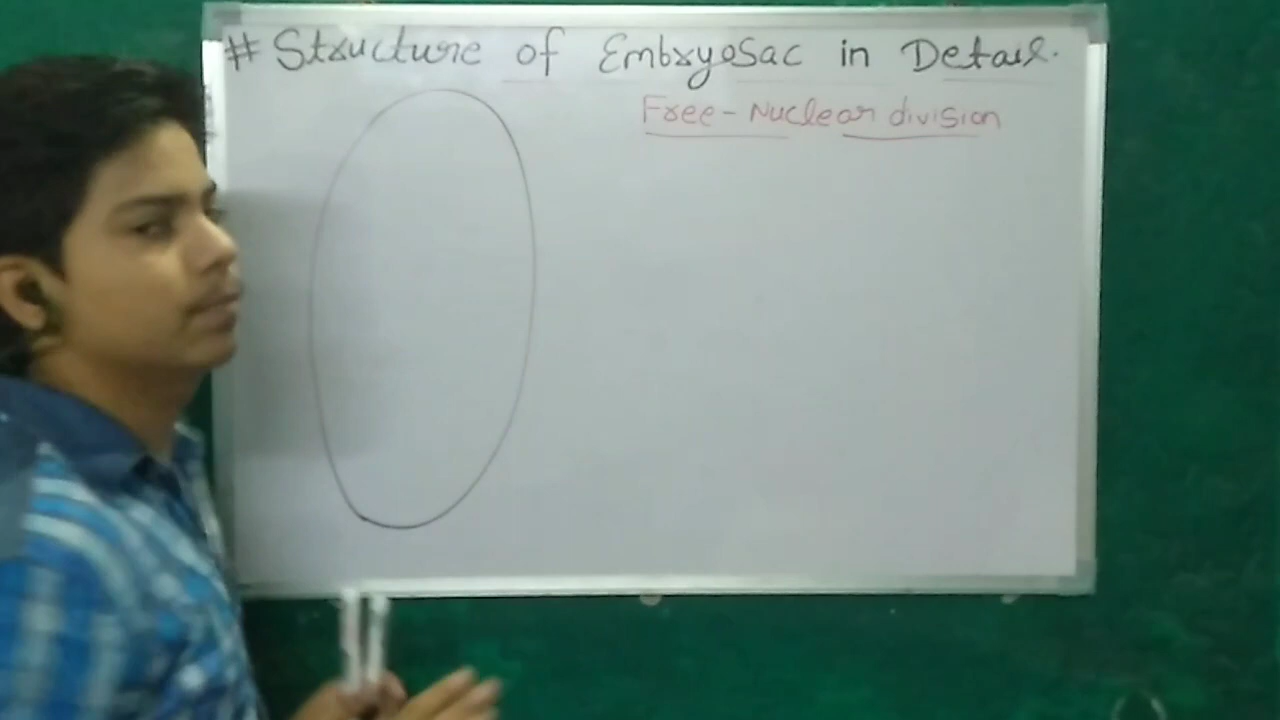 # Structure of EmbryoSac in Detail.
Free-Nuclear division